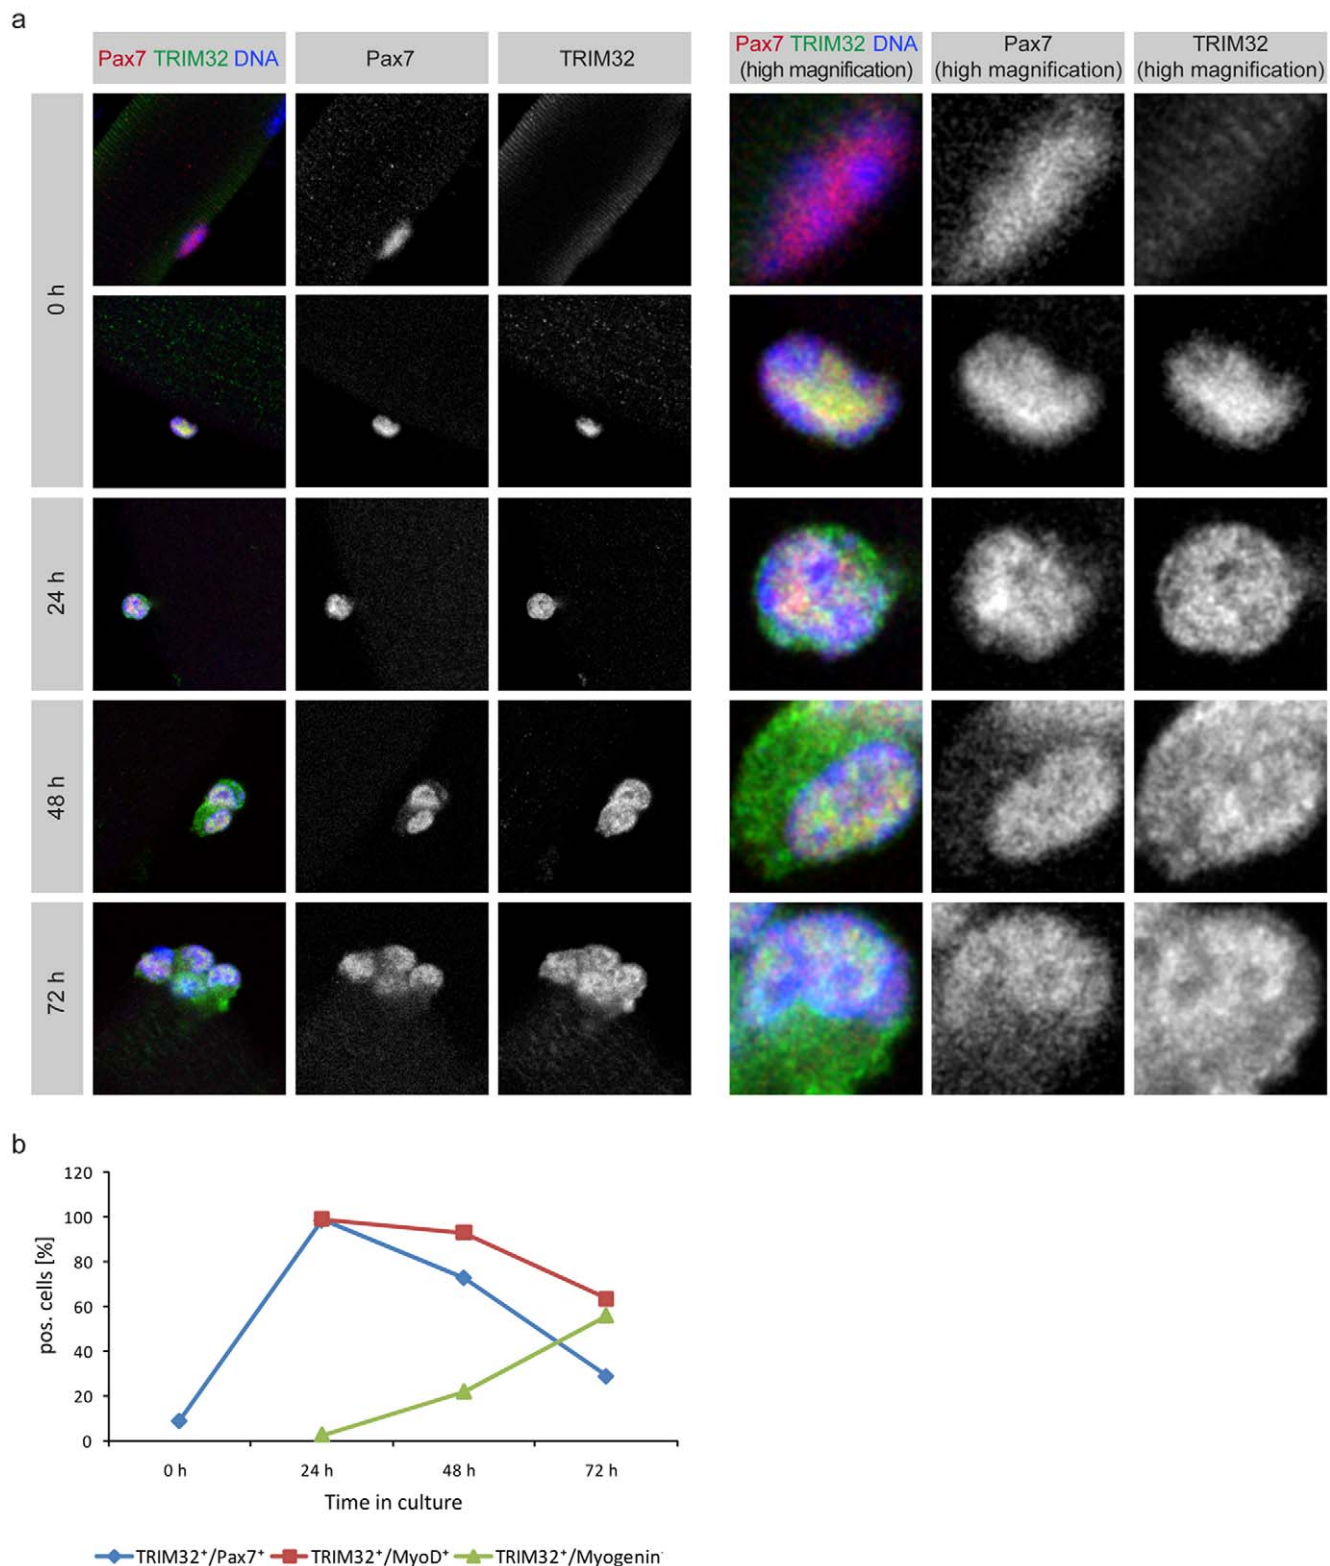 a
Pax7 TRIM32 DNA
Pax7
TRIM32
Pax7 TRIM32 DNA
(high magnification)
Pax7
(high magnification)
TRIM32
(high magnification)
0 h
24 h
48 h
72 h
b
120
100
80
60
40
20
0
pos. cells [%]
0 h
24 h
48 h
72 h
Time in culture
TRIM32⁺/Pax7⁺
TRIM32⁺/MyoD⁺
TRIM32⁺/Myogenin